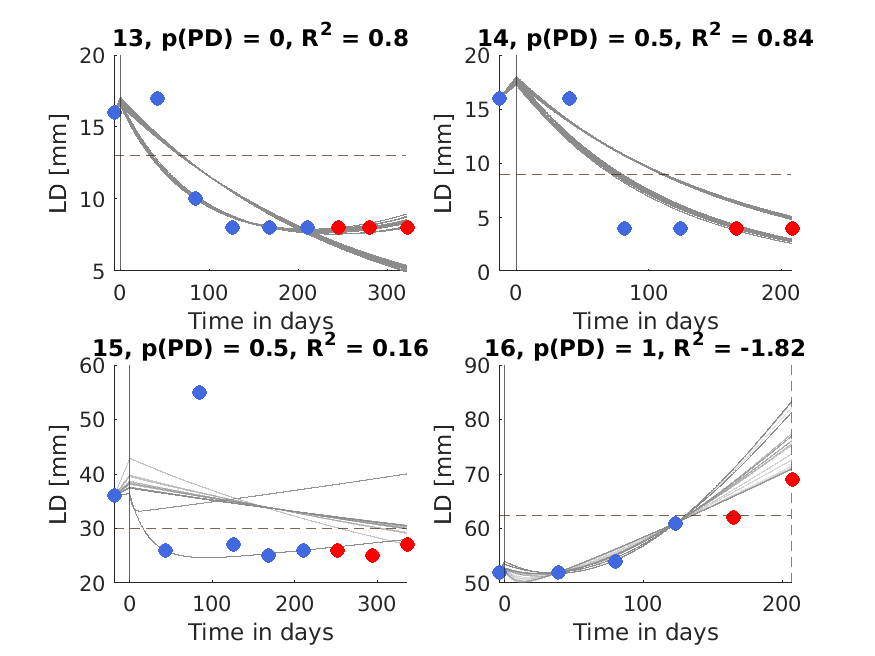 13, p(PD) = 0, R² = 0.8
20
15
10
5
LD [mm]
0 100 200 300
Time in days
14, p(PD) = 0.5, R² = 0.84
20
15
10
5
0
LD [mm]
0 100 200
Time in days
15, p(PD) = 0.5, R² = 0.16
60
50
40
30
20
LD [mm]
0 100 200 300
Time in days
16, p(PD) = 1, R² = -1.82
90
80
70
60
50
LD [mm]
0 100 200
Time in days